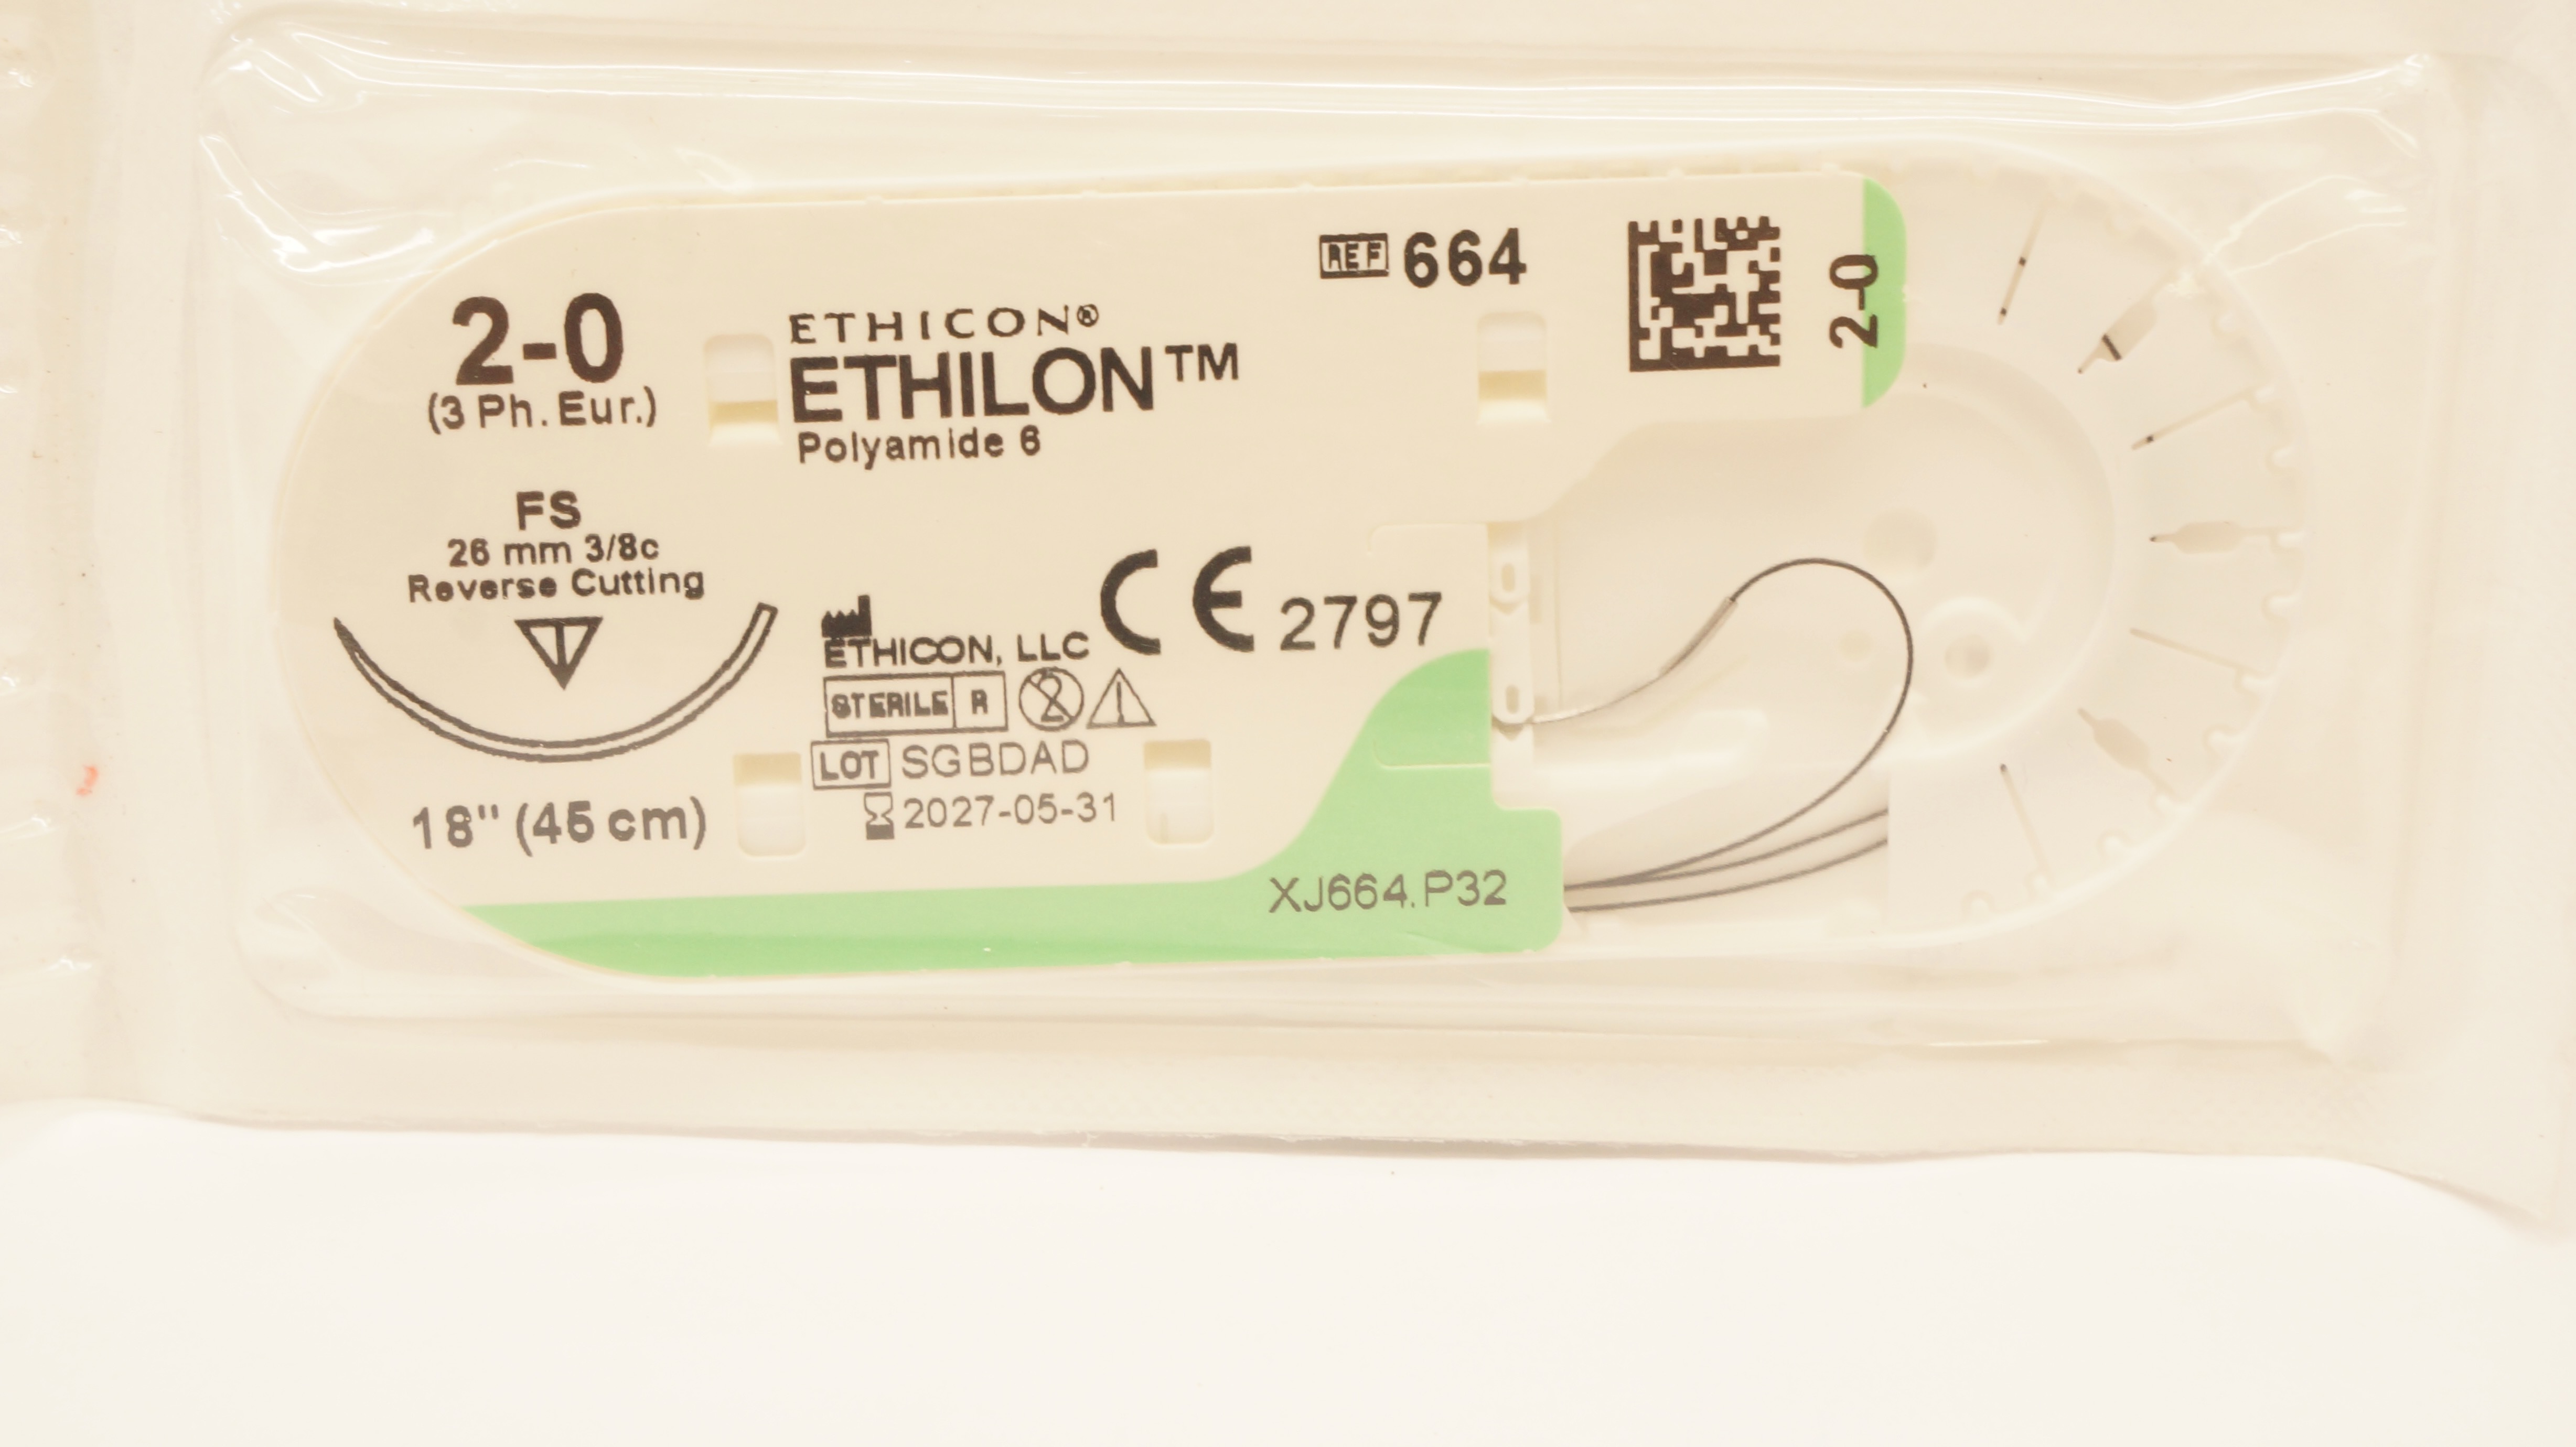 2-0
(3 Ph. Eur.)
FS
26 mm 3/8c
Reverse Cutting
18" (45 cm)
REF 664
ETHICON®
ETHILON™
Polyamide 6
CE 2797
ETHICON, LLC
STERILE R 2
LOT SGBDAD
2027-05-31
XJ664.P32
2-0